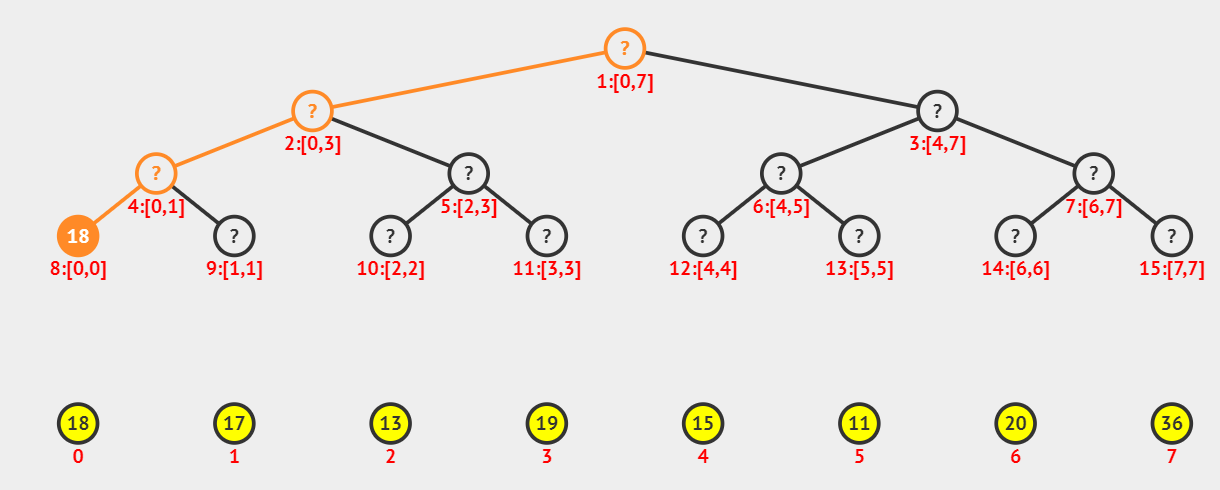 ?
1:[0,7]
? ?
2:[0,3] 3:[4,7]
? ? ? ?
4:[0,1] 5:[2,3] 6:[4,5] 7:[6,7]
18 ? ? ? ? ? ? ?
8:[0,0] 9:[1,1] 10:[2,2] 11:[3,3] 12:[4,4] 13:[5,5] 14:[6,6] 15:[7,7]
18 17 13 19 15 11 20 36
0 1 2 3 4 5 6 7